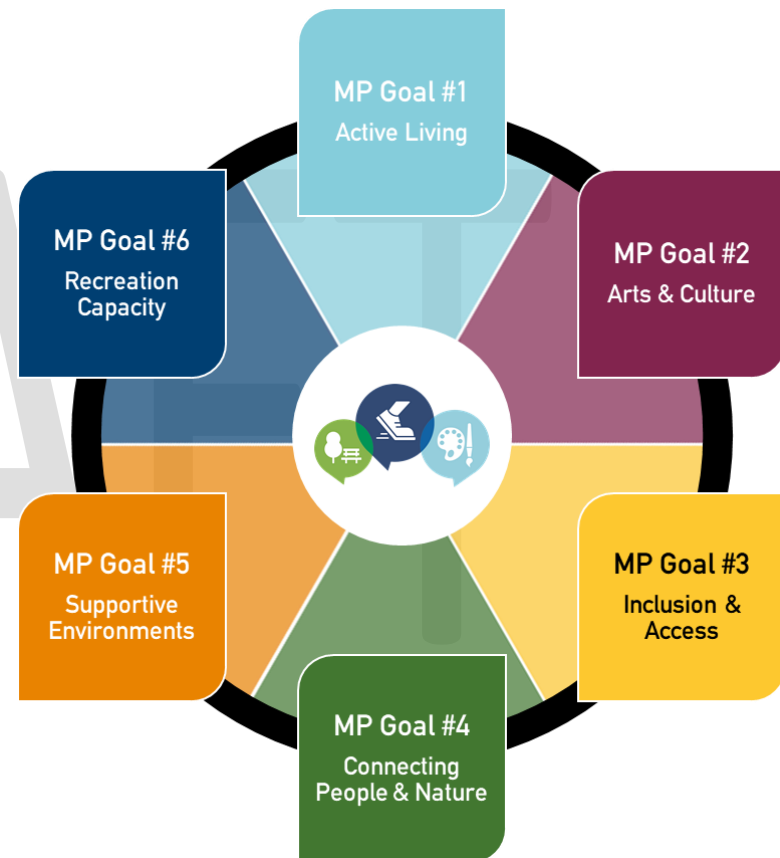 MP Goal #1
Active Living
MP Goal #2
Arts & Culture
MP Goal #3
Inclusion &
Access
MP Goal #4
Connecting
People & Nature
MP Goal #5
Supportive
Environments
MP Goal #6
Recreation
Capacity